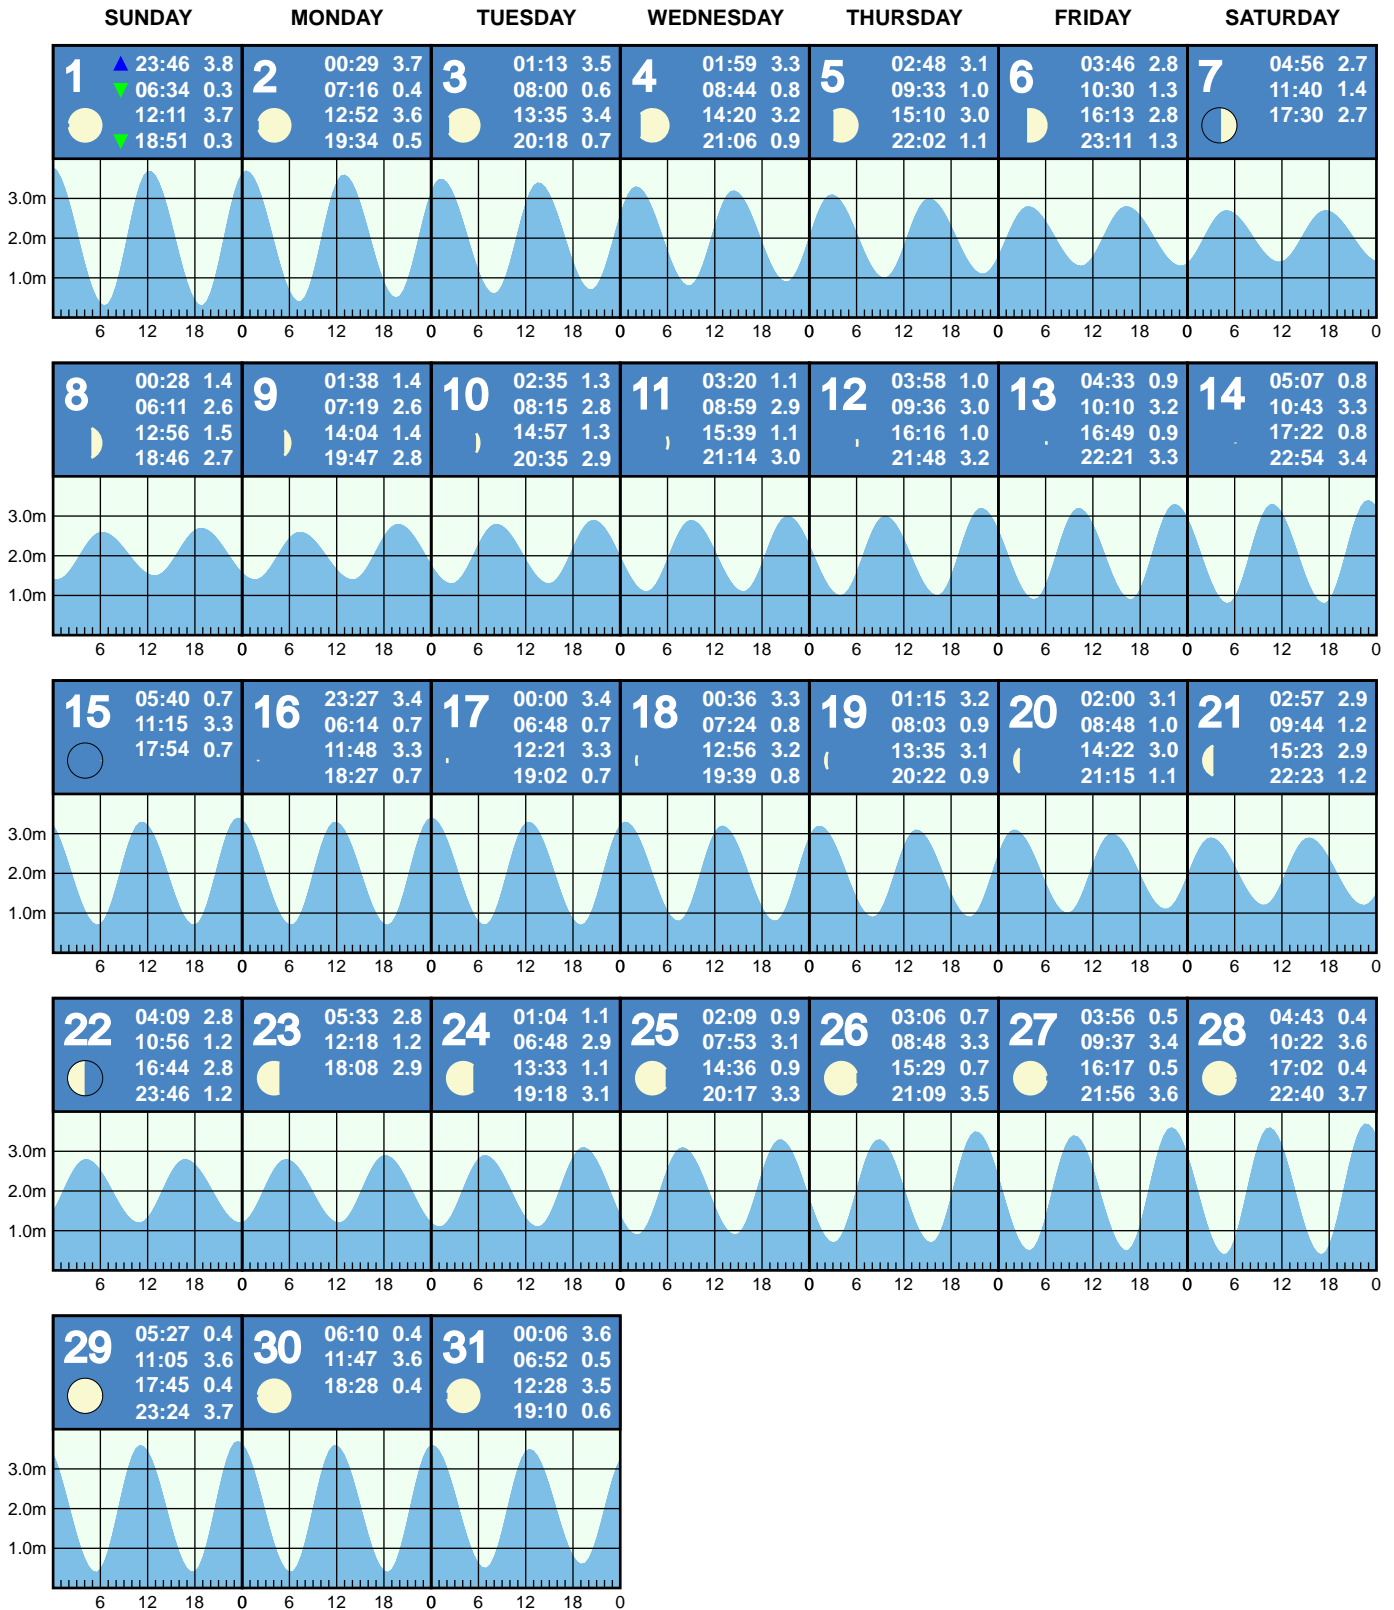 SUNDAY MONDAY TUESDAY WEDNESDAY THURSDAY FRIDAY SATURDAY
1 23:46 3.8
06:34 0.3
12:11 3.7
18:51 0.3
2 00:29 3.7
07:16 0.4
12:52 3.6
19:34 0.5
3 01:13 3.5
08:00 0.6
13:35 3.4
20:18 0.7
4 01:59 3.3
08:44 0.8
14:20 3.2
21:06 0.9
5 02:48 3.1
09:33 1.0
15:10 3.0
22:02 1.1
6 03:46 2.8
10:30 1.3
16:13 2.8
23:11 1.3
7 04:56 2.7
11:40 1.4
17:30 2.7
3.0m
2.0m
1.0m
6 12 18 0 6 12 18 0 6 12 18 0 6 12 18 0 6 12 18 0 6 12 18 0 6 12 18 0
8 00:28 1.4
06:11 2.6
12:56 1.5
18:46 2.7
9 01:38 1.4
07:19 2.6
14:04 1.4
19:47 2.8
10 02:35 1.3
08:15 2.8
14:57 1.3
20:35 2.9
11 03:20 1.1
08:59 2.9
15:39 1.1
21:14 3.0
12 03:58 1.0
09:36 3.0
16:16 1.0
21:48 3.2
13 04:33 0.9
10:10 3.2
16:49 0.9
22:21 3.3
14 05:07 0.8
10:43 3.3
17:22 0.8
22:54 3.4
3.0m
2.0m
1.0m
6 12 18 0 6 12 18 0 6 12 18 0 6 12 18 0 6 12 18 0 6 12 18 0 6 12 18 0
15 05:40 0.7
11:15 3.3
17:54 0.7
16 23:27 3.4
06:14 0.7
11:48 3.3
18:27 0.7
17 00:00 3.4
06:48 0.7
12:21 3.3
19:02 0.7
18 00:36 3.3
07:24 0.8
12:56 3.2
19:39 0.8
19 01:15 3.2
08:03 0.9
13:35 3.1
20:22 0.9
20 02:00 3.1
08:48 1.0
14:22 3.0
21:15 1.1
21 02:57 2.9
09:44 1.2
15:23 2.9
22:23 1.2
3.0m
2.0m
1.0m
6 12 18 0 6 12 18 0 6 12 18 0 6 12 18 0 6 12 18 0 6 12 18 0 6 12 18 0
22 04:09 2.8
10:56 1.2
16:44 2.8
23:46 1.2
23 05:33 2.8
12:18 1.2
18:08 2.9
24 01:04 1.1
06:48 2.9
13:33 1.1
19:18 3.1
25 02:09 0.9
07:53 3.1
14:36 0.9
20:17 3.3
26 03:06 0.7
08:48 3.3
15:29 0.7
21:09 3.5
27 03:56 0.5
09:37 3.4
16:17 0.5
21:56 3.6
28 04:43 0.4
10:22 3.6
17:02 0.4
22:40 3.7
3.0m
2.0m
1.0m
6 12 18 0 6 12 18 0 6 12 18 0 6 12 18 0 6 12 18 0 6 12 18 0 6 12 18 0
29 05:27 0.4
11:05 3.6
17:45 0.4
23:24 3.7
30 06:10 0.4
11:47 3.6
18:28 0.4
31 00:06 3.6
06:52 0.5
12:28 3.5
19:10 0.6
3.0m
2.0m
1.0m
6 12 18 0 6 12 18 0 6 12 18 0